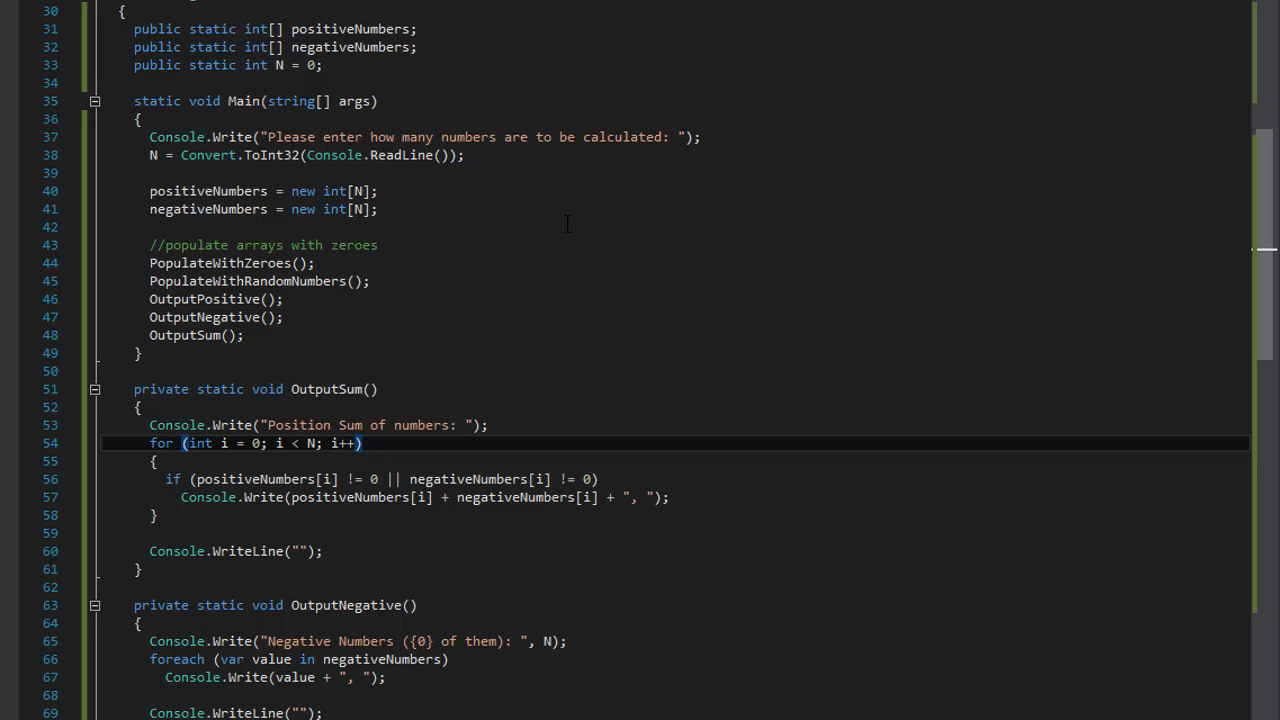 30 {
31 public static int[] positiveNumbers;
32 public static int[] negativeNumbers;
33 public static int N = 0;
34
35 static void Main(string[] args)
36 {
37 Console.Write("Please enter how many numbers are to be calculated: ");
38 N = Convert.ToInt32(Console.ReadLine());
39
40 positiveNumbers = new int[N];
41 negativeNumbers = new int[N];
42
43 //populate arrays with zeroes
44 PopulateWithZeroes();
45 PopulateWithRandomNumbers();
46 OutputPositive();
47 OutputNegative();
48 OutputSum();
49 }
50
51 private static void OutputSum()
52 {
53 Console.Write("Position Sum of numbers: ");
54 for (int i = 0; i < N; i++)
55 {
56 if (positiveNumbers[i] != 0 || negativeNumbers[i] != 0)
57 Console.Write(positiveNumbers[i] + negativeNumbers[i] + ", ");
58 }
59
60 Console.WriteLine("");
61 }
62
63 private static void OutputNegative()
64 {
65 Console.Write("Negative Numbers ({0} of them): ", N);
66 foreach (var value in negativeNumbers)
67 Console.Write(value + ", ");
68
69 Console.WriteLine("");